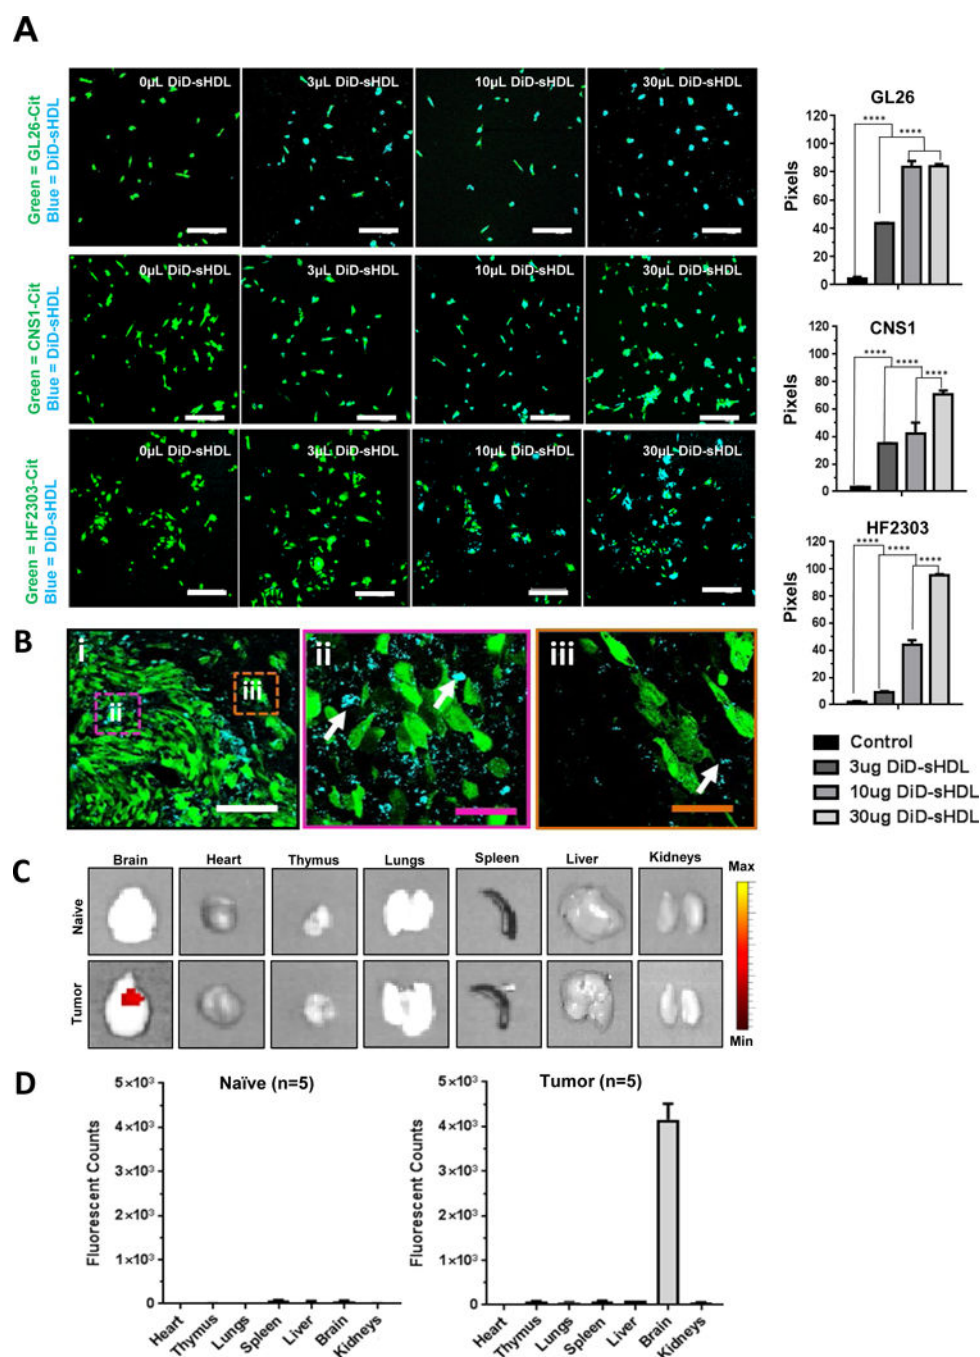 A
Green = GL26-Cit
Blue = DiD-sHDL
0µL DiD-sHDL
3µL DiD-sHDL
10µL DiD-sHDL
30µL DiD-sHDL
GL26
Pixels
120
100
80
60
40
20
0
****
****
Green = CNS1-Cit
Blue = DiD-sHDL
0µL DiD-sHDL
3µL DiD-sHDL
10µL DiD-sHDL
30µL DiD-sHDL
CNS1
Pixels
120
100
80
60
40
20
0
****
****
****
Green = HF2303-Cit
Blue = DiD-sHDL
0µL DiD-sHDL
3µL DiD-sHDL
10µL DiD-sHDL
30µL DiD-sHDL
HF2303
Pixels
120
100
80
60
40
20
0
****
****
****
Control
3ug DiD-sHDL
10ug DiD-sHDL
30ug DiD-sHDL
B
i
ii
iii
ii
iii
C
Brain
Heart
Thymus
Lungs
Spleen
Liver
Kidneys
Naive
Tumor
Max
Min
D
Naïve (n=5)
Fluorescent Counts
5×10³
4×10³
3×10³
2×10³
1×10³
0
Heart
Thymus
Lungs
Spleen
Liver
Brain
Kidneys
Tumor (n=5)
Fluorescent Counts
5×10³
4×10³
3×10³
2×10³
1×10³
0
Heart
Thymus
Lungs
Spleen
Liver
Brain
Kidneys